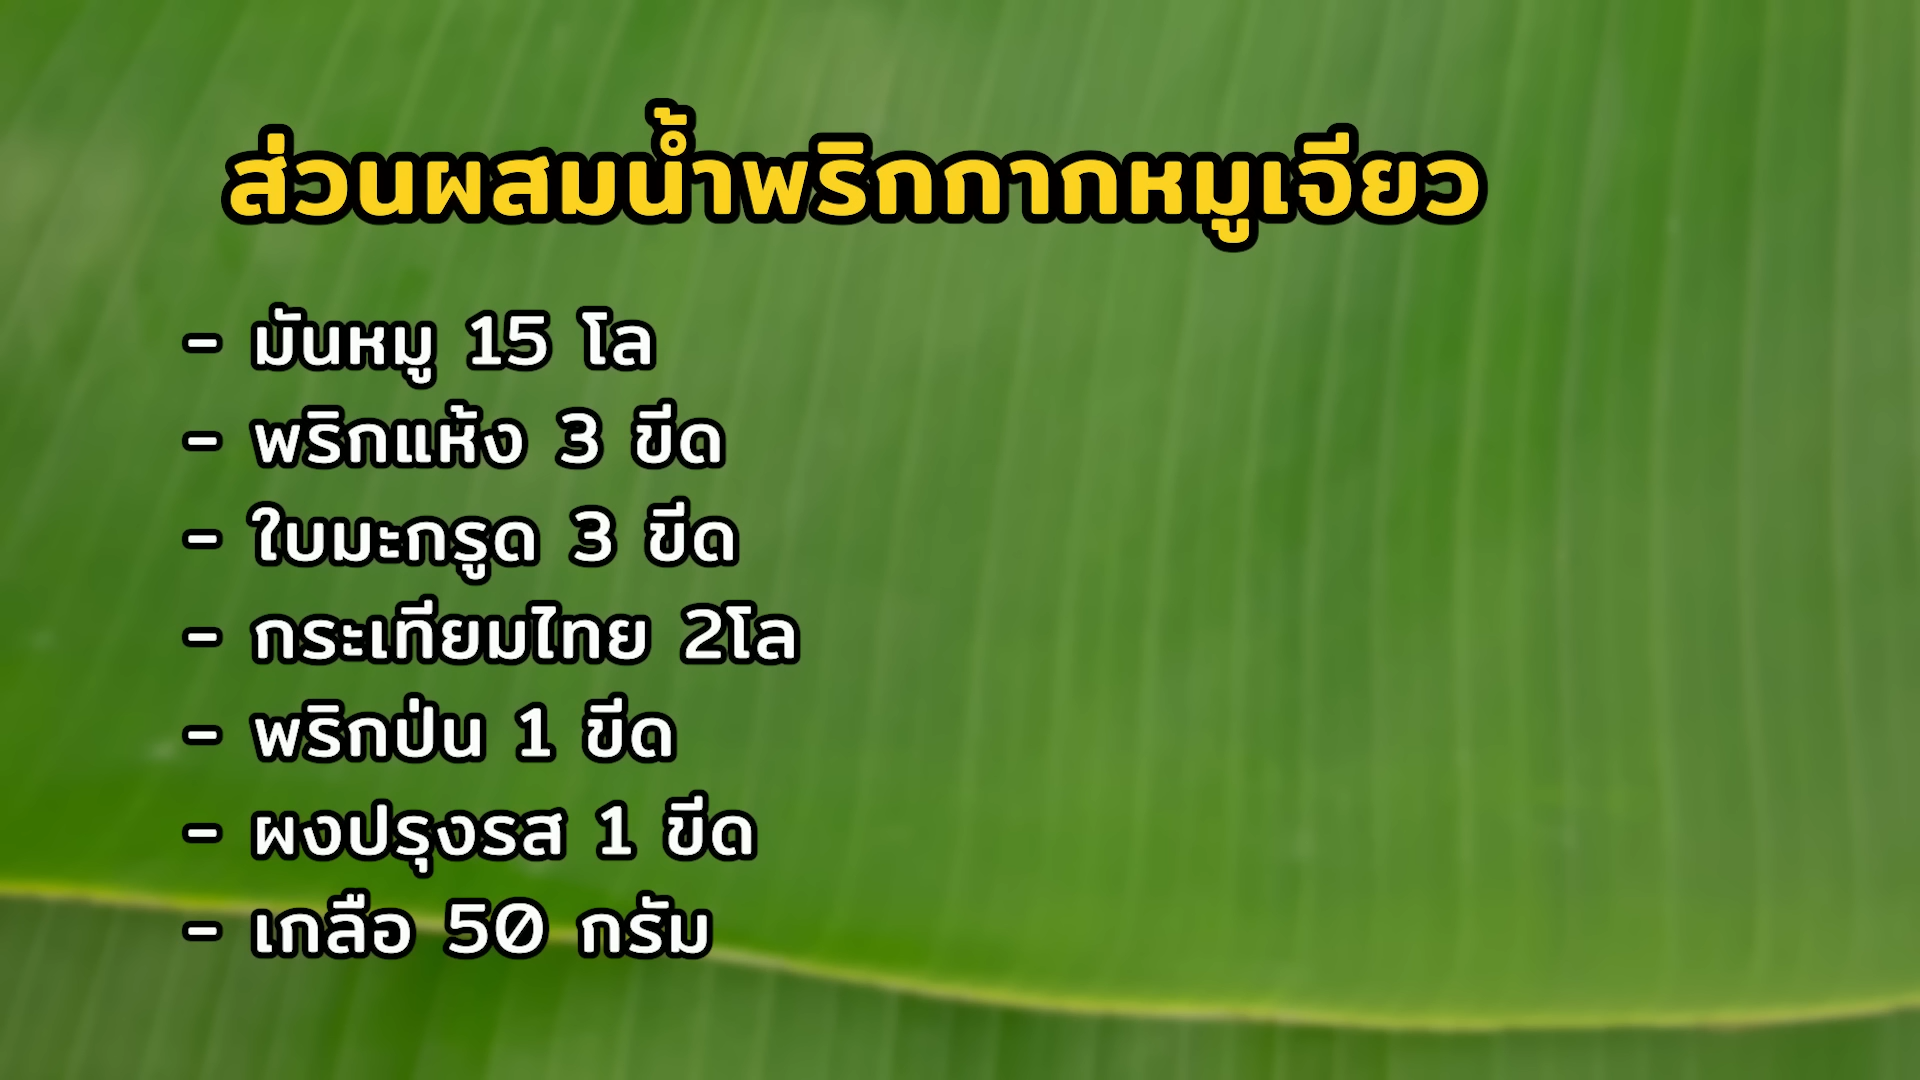 ส่วนผสมน้ำพริกกากหมูเจียว
- มันหมู 15 โล
- พริกแห้ง 3 ขีด
- ใบมะกรูด 3 ขีด
- กระเทียมไทย 2โล
- พริกป่น 1 ขีด
- ผงปรุงรส 1 ขีด
- เกลือ 50 กรัม